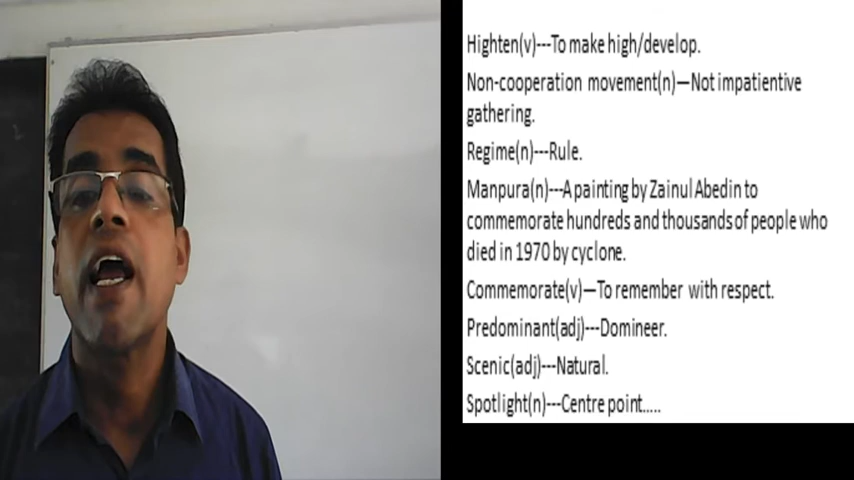 Highten(v)---To make high/develop.
Non-cooperation movement(n)—Not impatientive
gathering.
Regime(n)---Rule.
Manpura(n)---A painting by Zainul Abedin to
commemorate hundreds and thousands of people who
died in 1970 by cyclone.
Commemorate(v)—To remember with respect.
Predominant(adj)---Domineer.
Scenic(adj)---Natural.
Spotlight(n)---Centre point.....